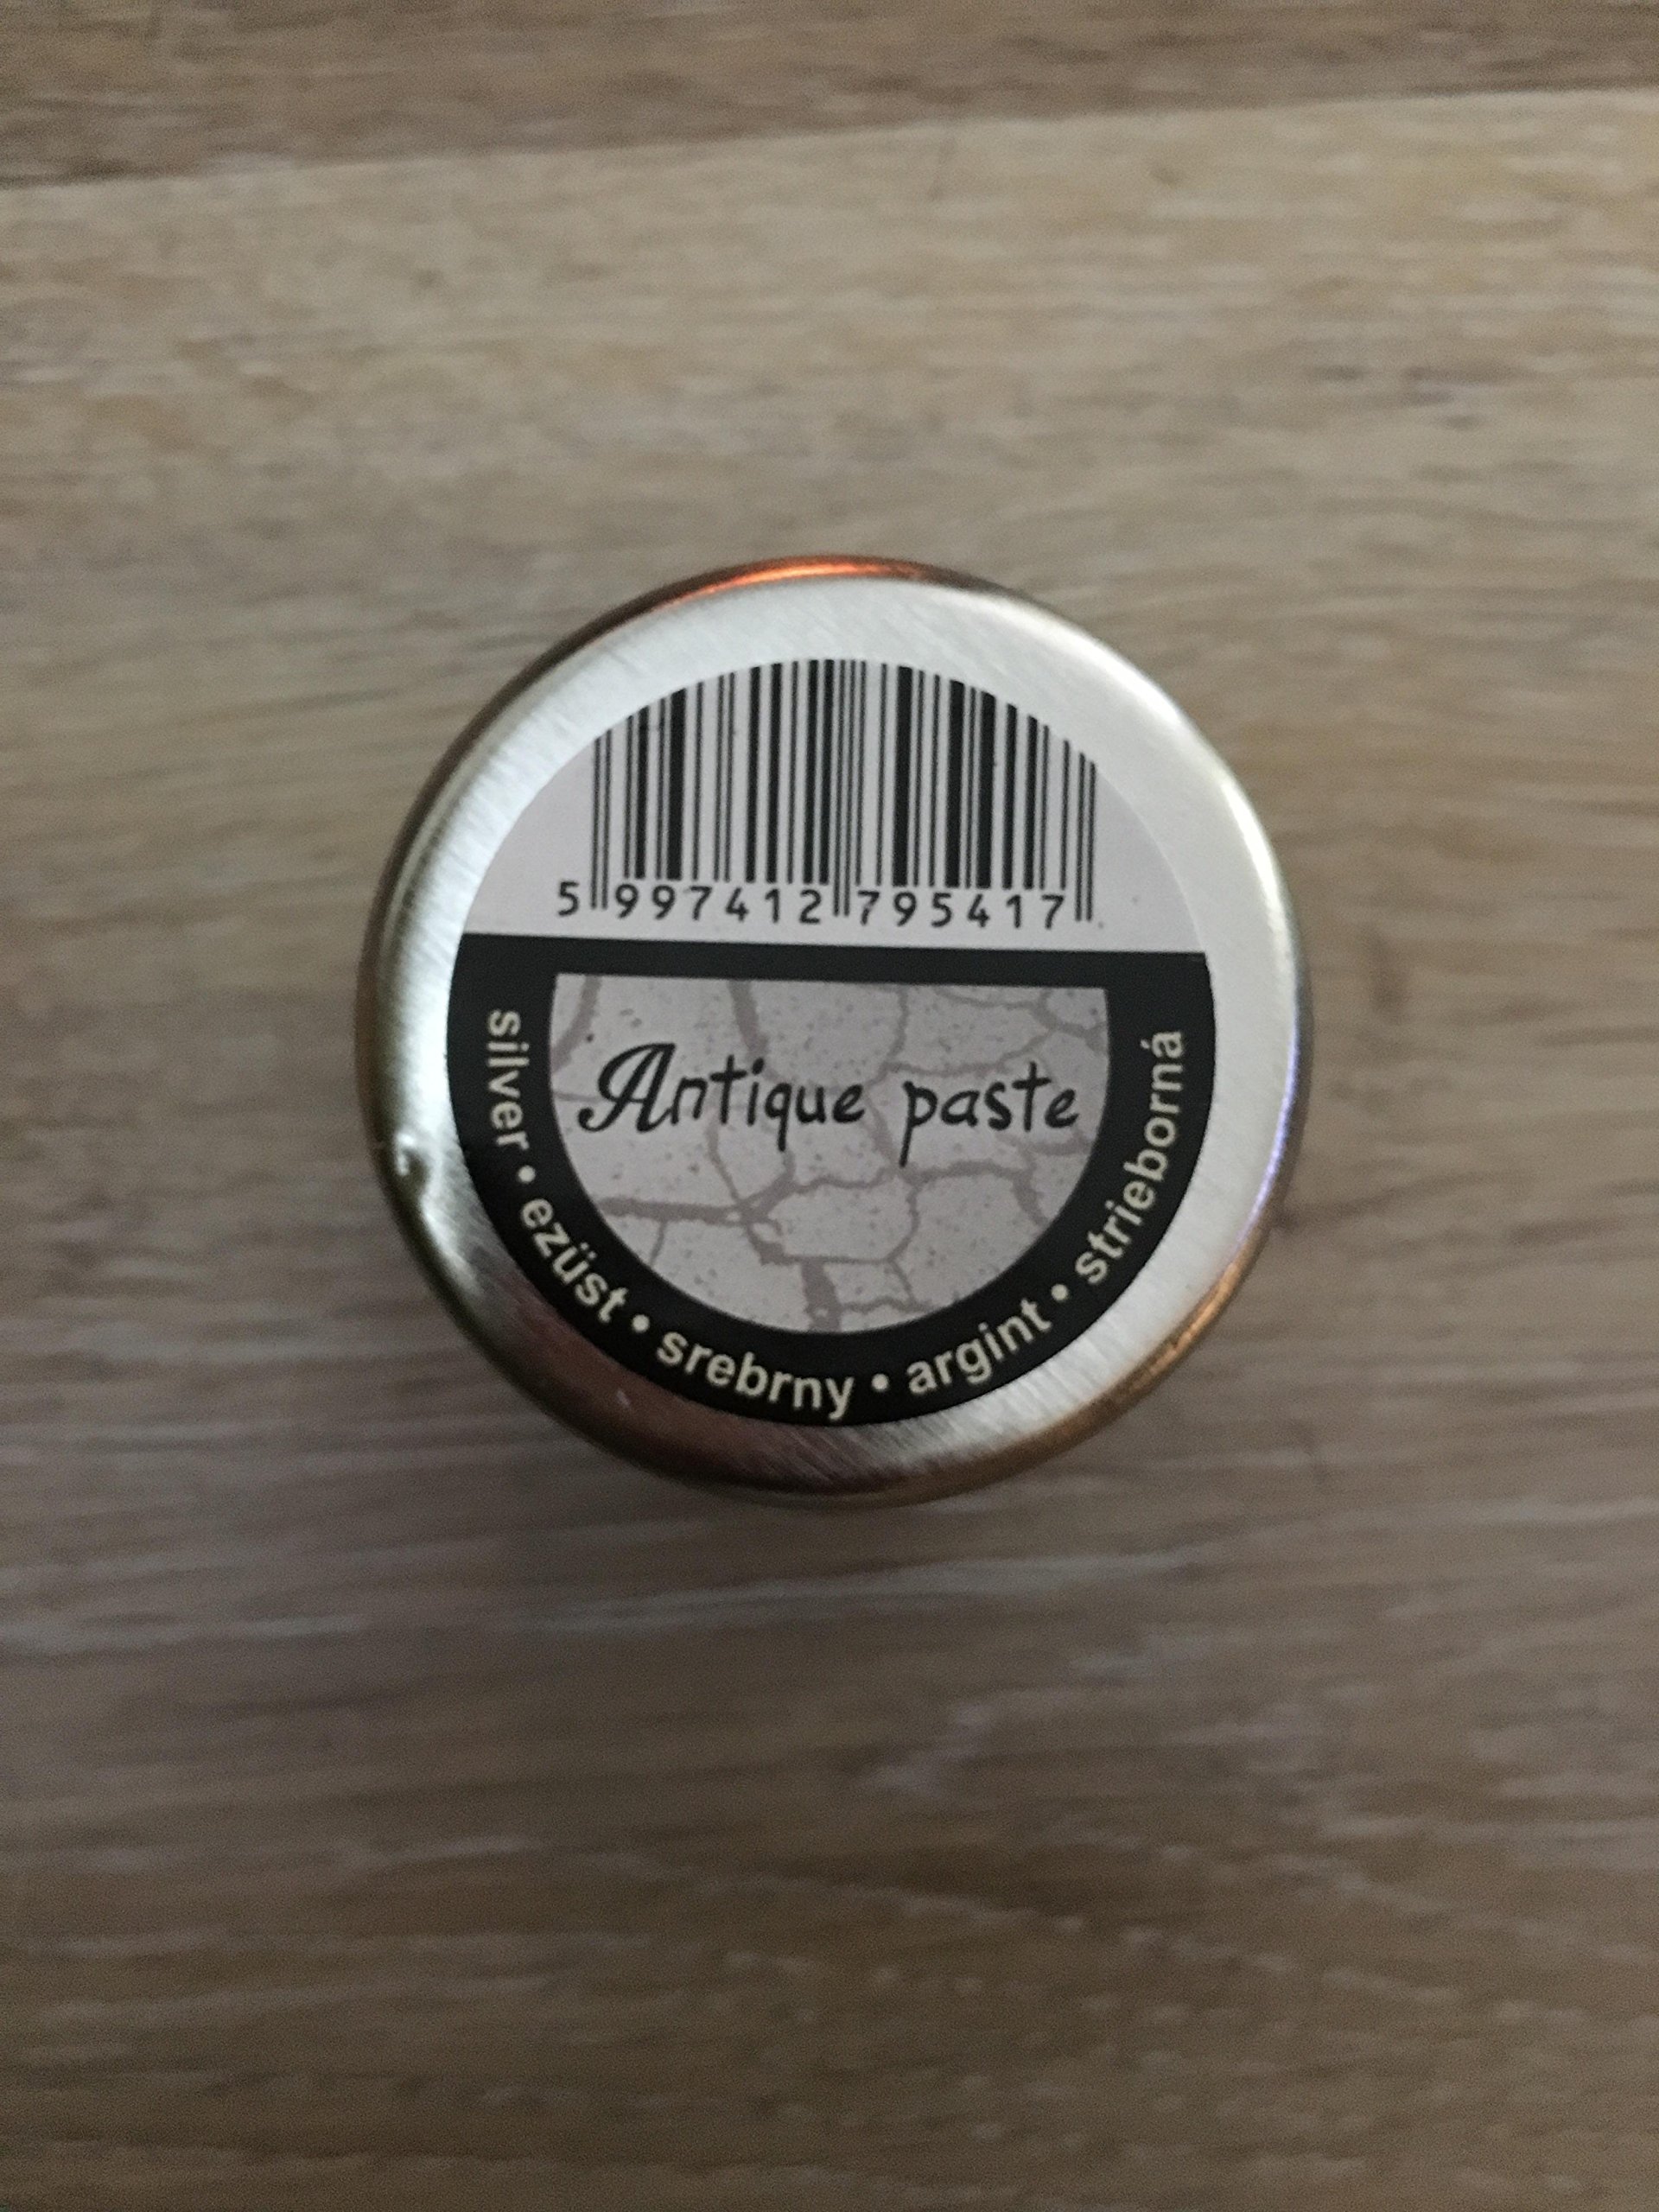 5 997412 795417
Antique paste
silver • ezüst • srebrny • argint • strieborná